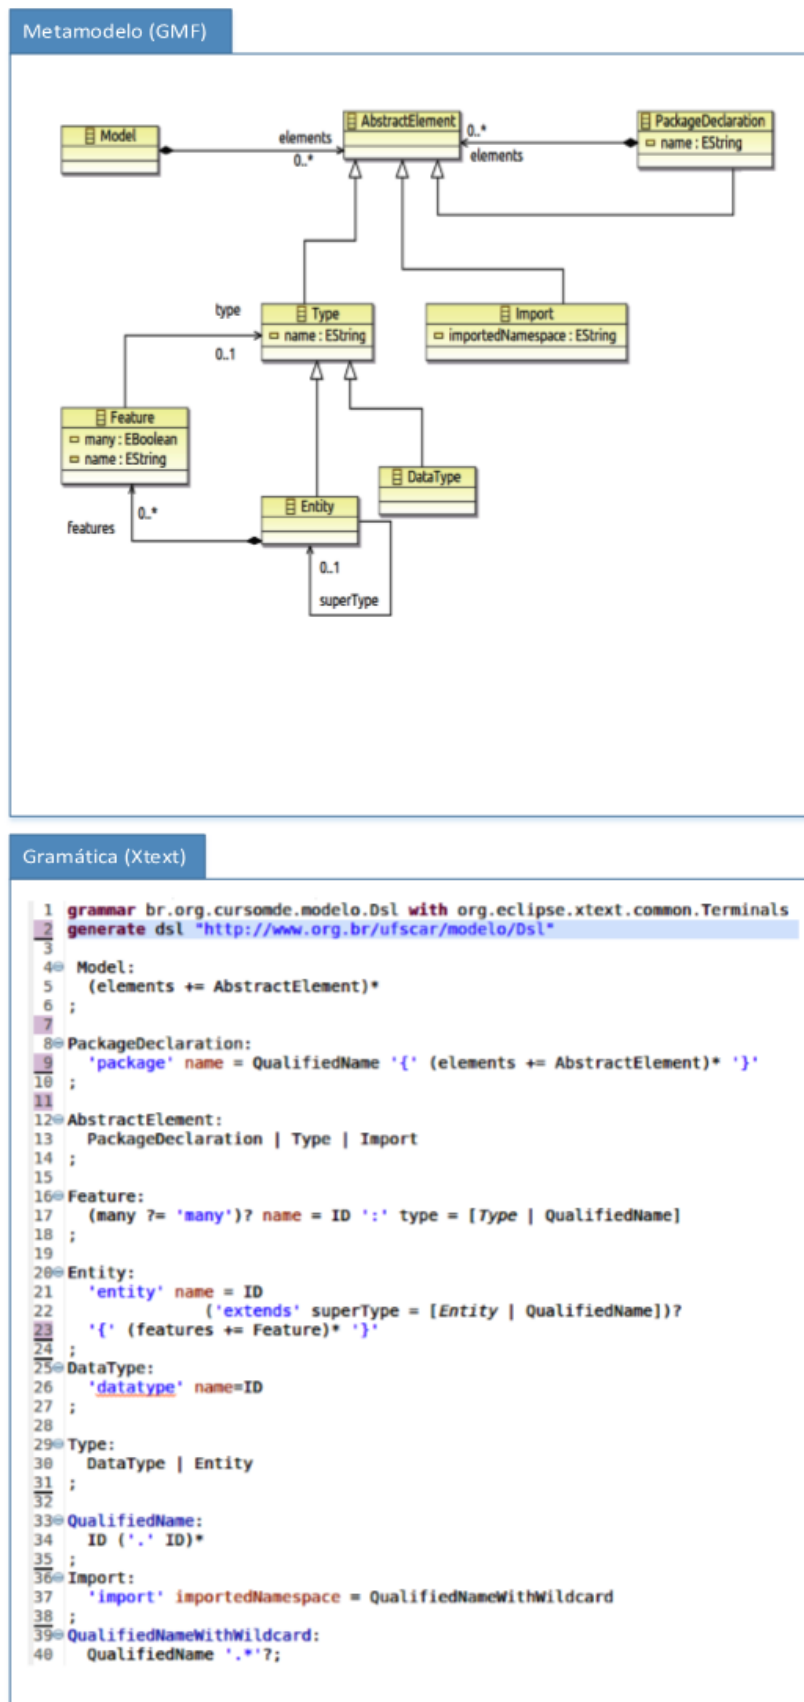 Metamodelo (GMF)
Model
elements
0..*
AbstractElement
0..*
elements
PackageDeclaration
name : EString
type
0..1
Type
name : EString
Import
importedNamespace : EString
Feature
many : EBoolean
name : EString
DataType
0..*
features
Entity
0..1
superType
Gramática (Xtext)
1 grammar br.org.cursomde.modelo.Dsl with org.eclipse.xtext.common.Terminals
2 generate dsl "http://www.org.br/ufscar/modelo/Dsl"
3
4 Model:
5 (elements += AbstractElement)*
6 ;
7
8 PackageDeclaration:
9 'package' name = QualifiedName '{' (elements += AbstractElement)* '}'
10 ;
11
12 AbstractElement:
13 PackageDeclaration | Type | Import
14 ;
15
16 Feature:
17 (many ?= 'many')? name = ID ':' type = [Type | QualifiedName]
18 ;
19
20 Entity:
21 'entity' name = ID
22 ('extends' superType = [Entity | QualifiedName])?
23 '{' (features += Feature)* '}'
24 ;
25 DataType:
26 'datatype' name=ID
27 ;
28
29 Type:
30 DataType | Entity
31 ;
32
33 QualifiedName:
34 ID ('.' ID)*
35 ;
36 Import:
37 'import' importedNamespace = QualifiedNameWithWildcard
38 ;
39 QualifiedNameWithWildcard:
40 QualifiedName '.*'?;